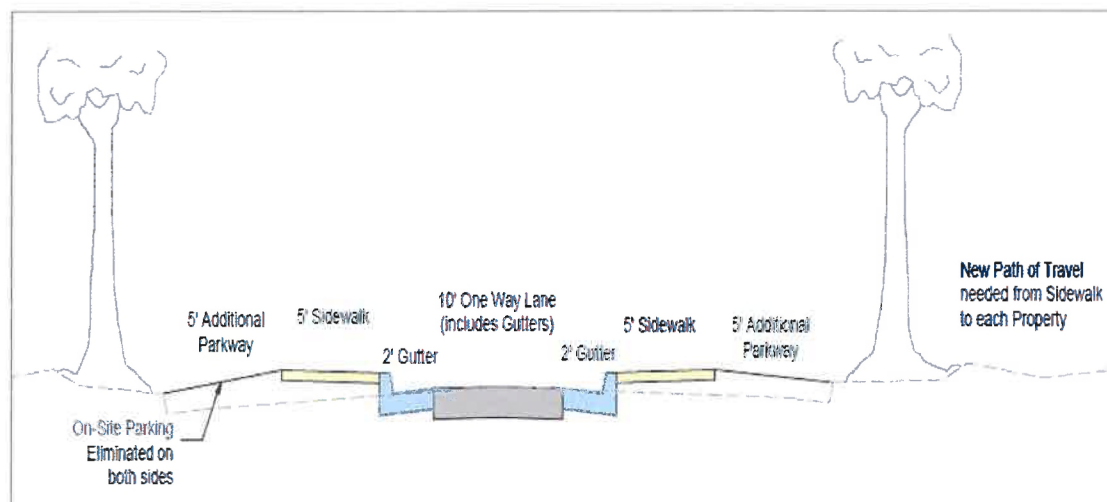 5' Additional
Parkway
5' Sidewalk
2' Gutter
10' One Way Lane
(includes Gutters)
2' Gutter
5' Sidewalk
5' Additional
Parkway
New Path of Travel
needed from Sidewalk
to each Property
On-Site Parking
Eliminated on
both sides